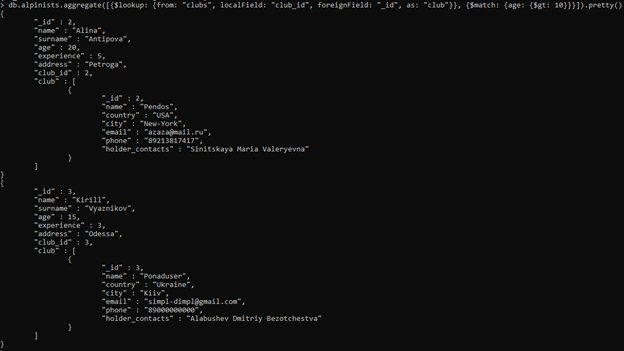 > db.alpinists.aggregate([{$lookup: {from: "clubs", localField: "club_id", foreignField: "_id", as: "club"}}, {$match: {age: {$gt: 10}}}]).pretty()
{
        "_id" : 2,
        "name" : "Alina",
        "surname" : "Antipova",
        "age" : 20,
        "experience" : 5,
        "address" : "Petroga",
        "club_id" : 2,
        "club" : [
                {
                        "_id" : 2,
                        "name" : "Pendos",
                        "country" : "USA",
                        "city" : "New-York",
                        "email" : "azaza@mail.ru",
                        "phone" : "89213817417",
                        "holder_contacts" : "Sinitskaya Maria Valeryevna"
                }
        ]
}
{
        "_id" : 3,
        "name" : "Kirill",
        "surname" : "Vyaznikov",
        "age" : 15,
        "experience" : 3,
        "address" : "Odessa",
        "club_id" : 3,
        "club" : [
                {
                        "_id" : 3,
                        "name" : "Ponaduser",
                        "country" : "Ukraine",
                        "city" : "Kiiv",
                        "email" : "simpl-dimpl@gmail.com",
                        "phone" : "89000000000",
                        "holder_contacts" : "Alabushev Dmitriy Bezotchestva"
                }
        ]
}